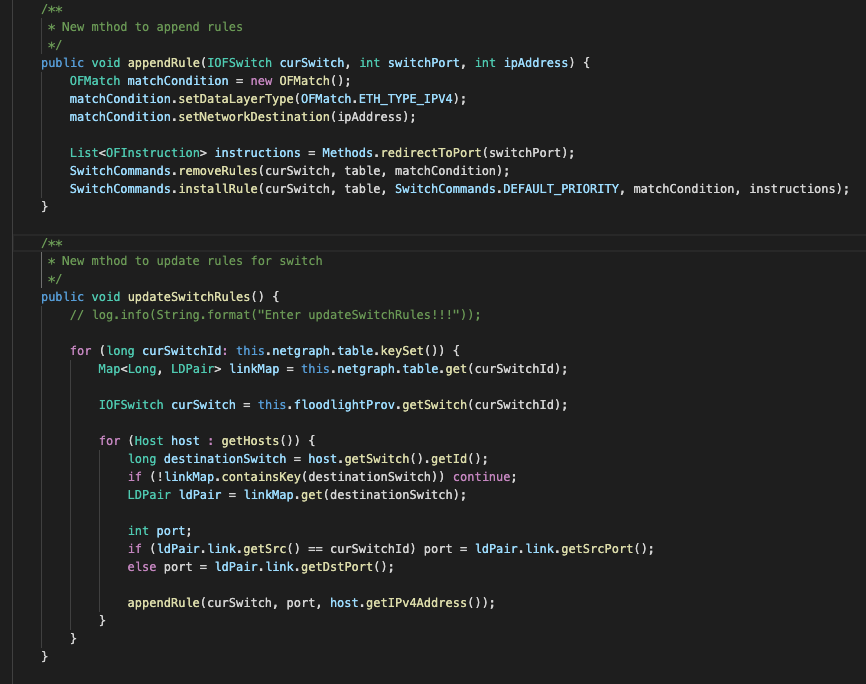 /**
* New mthod to append rules
*/
public void appendRule(IOFSwitch curSwitch, int switchPort, int ipAddress) {
OFMatch matchCondition = new OFMatch();
matchCondition.setDataLayerType(OFMatch.ETH_TYPE_IPV4);
matchCondition.setNetworkDestination(ipAddress);
List<OFInstruction> instructions = Methods.redirectToPort(switchPort);
SwitchCommands.removeRules(curSwitch, table, matchCondition);
SwitchCommands.installRule(curSwitch, table, SwitchCommands.DEFAULT_PRIORITY, matchCondition, instructions);
}
/**
* New mthod to update rules for switch
*/
public void updateSwitchRules() {
// log.info(String.format("Enter updateSwitchRules!!!"));
for (long curSwitchId: this.netgraph.table.keySet()) {
Map<Long, LDPair> linkMap = this.netgraph.table.get(curSwitchId);
IOFSwitch curSwitch = this.floodlightProv.getSwitch(curSwitchId);
for (Host host : getHosts()) {
long destinationSwitch = host.getSwitch().getId();
if (!linkMap.containsKey(destinationSwitch)) continue;
LDPair ldPair = linkMap.get(destinationSwitch);
int port;
if (ldPair.link.getSrc() == curSwitchId) port = ldPair.link.getSrcPort();
else port = ldPair.link.getDstPort();
appendRule(curSwitch, port, host.getIPv4Address());
}
}
}